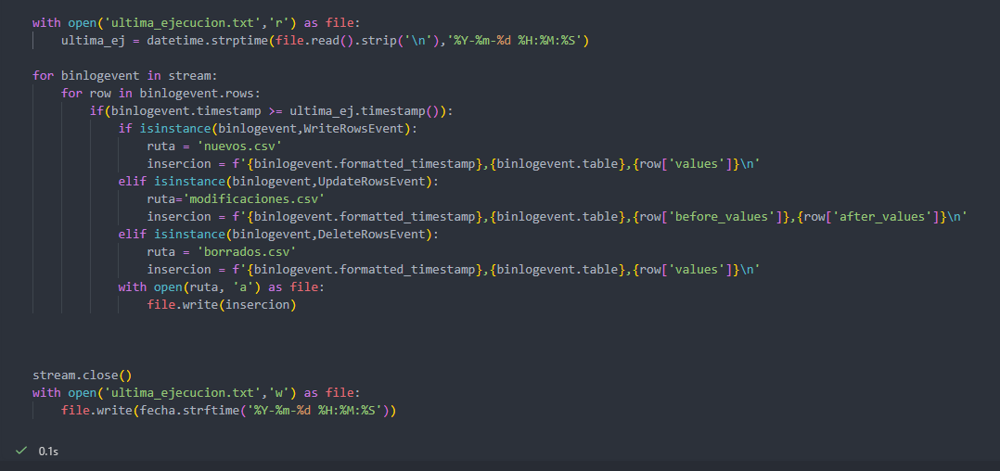 with open('ultima_ejecucion.txt','r') as file:
    ultima_ej = datetime.strptime(file.read().strip('\n'),'%Y-%m-%d %H:%M:%S')

for binlogevent in stream:
    for row in binlogevent.rows:
        if(binlogevent.timestamp >= ultima_ej.timestamp()):
            if isinstance(binlogevent,WriteRowsEvent):
                ruta = 'nuevos.csv'
                insercion = f'{binlogevent.formatted_timestamp},{binlogevent.table},{row['values']}\n'
            elif isinstance(binlogevent,UpdateRowsEvent):
                ruta='modificaciones.csv'
                insercion = f'{binlogevent.formatted_timestamp},{binlogevent.table},{row['before_values']},{row['after_values']}\n'
            elif isinstance(binlogevent,DeleteRowsEvent):
                ruta = 'borrados.csv'
                insercion = f'{binlogevent.formatted_timestamp},{binlogevent.table},{row['values']}\n'
            with open(ruta, 'a') as file:
                file.write(insercion)

stream.close()
with open('ultima_ejecucion.txt','w') as file:
    file.write(fecha.strftime('%Y-%m-%d %H:%M:%S'))
0.1s